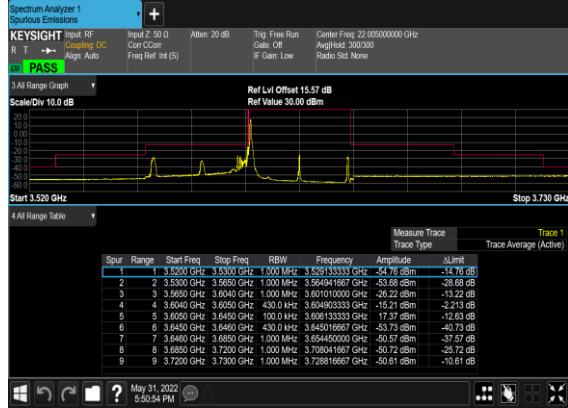 Spectrum Analyzer 1
Spurious Emissions
+
KEYSIGHT Input: RF Input Z: 50 Ω Atten: 20 dB Trig: Free Run Center Freq: 22.005000000 GHz
R T Coupling: DC Corr CCorr Gate: Off Avg|Hold: 300/300
Align: Auto Freq Ref: Int (S) IF Gain: Low Radio Std: None
PASS
3 All Range Graph Ref Lvl Offset 15.57 dB
Scale/Div 10.0 dB Ref Value 30.00 dBm
20.0
10.0
0.00
-10.0
-20.0
-30.0
-40.0
-50.0
-60.0
Start 3.520 GHz Stop 3.730 GHz
4 All Range Table
Measure Trace Trace 1
Trace Type Trace Average (Active)
Spur Range Start Freq Stop Freq RBW Frequency Amplitude ΔLimit
1 1 3.5200 GHz 3.5300 GHz 1.000 MHz 3.529133333 GHz -54.76 dBm -14.76 dB
2 2 3.5300 GHz 3.5650 GHz 1.000 MHz 3.564941667 GHz -53.68 dBm -28.68 dB
3 3 3.5650 GHz 3.6040 GHz 1.000 MHz 3.601010000 GHz -26.22 dBm -13.22 dB
4 4 3.6040 GHz 3.6050 GHz 430.0 kHz 3.604903333 GHz -15.21 dBm -2.213 dB
5 5 3.6050 GHz 3.6450 GHz 100.0 kHz 3.606133333 GHz 17.37 dBm -12.63 dB
6 6 3.6450 GHz 3.6460 GHz 430.0 kHz 3.645016667 GHz -53.73 dBm -40.73 dB
7 7 3.6460 GHz 3.6850 GHz 1.000 MHz 3.654450000 GHz -50.57 dBm -37.57 dB
8 8 3.6850 GHz 3.7200 GHz 1.000 MHz 3.708041667 GHz -50.72 dBm -25.72 dB
9 9 3.7200 GHz 3.7300 GHz 1.000 MHz 3.728816667 GHz -50.61 dBm -10.61 dB
? May 31, 2022
5:50:54 PM